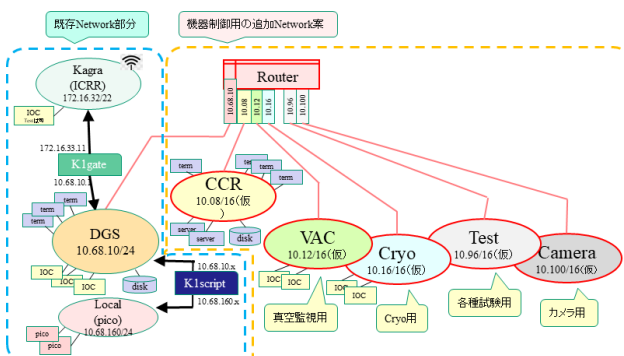 既存Network部分
機器制御用の追加Network案
Kagra
(ICRR)
172.16.32/22
IOC
172.16.33.11
K1gate
10.68.10.
term
term
term
DGS
10.68.10/24
IOC
IOC
IOC
disk
10.68.10.x
K1script
10.68.160.x
Local
(pico)
10.68.160/24
pico
pico
Router
10.68.10
10.08
10.12
10.16
10.96
10.100
term
term
term
term
CCR
10.08/16(仮
)
server
server
disk
VAC
10.12/16(仮)
IOC
IOC
真空監視用
Cryo
10.16/16(仮)
IOC
IOC
Cryo用
Test
10.96/16(仮)
各種試験用
Camera
10.100/16(仮)
カメラ用